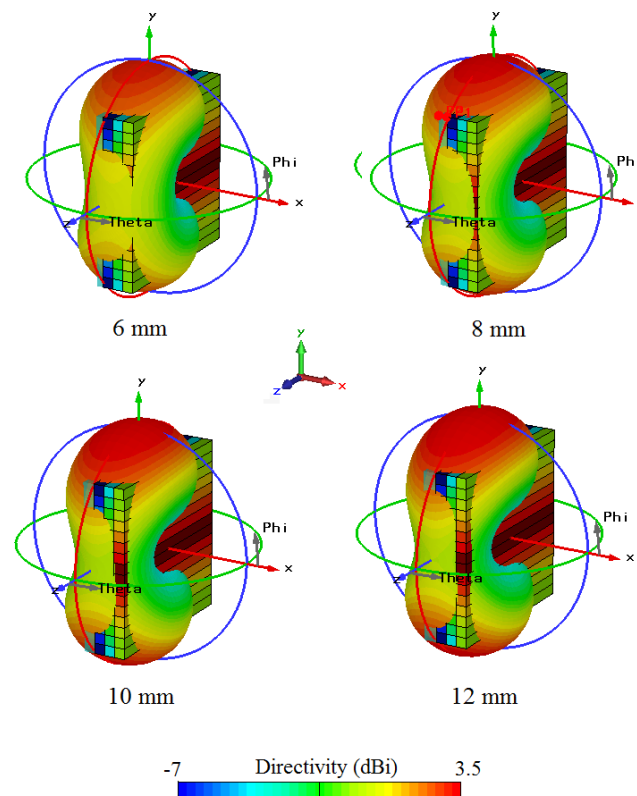 y
Phi
x
z
Theta
6 mm
y
Ph
x
z
Theta
8 mm
y
x
z
y
Phi
x
z
Theta
10 mm
y
Phi
x
z
Theta
12 mm
-7 Directivity (dBi) 3.5